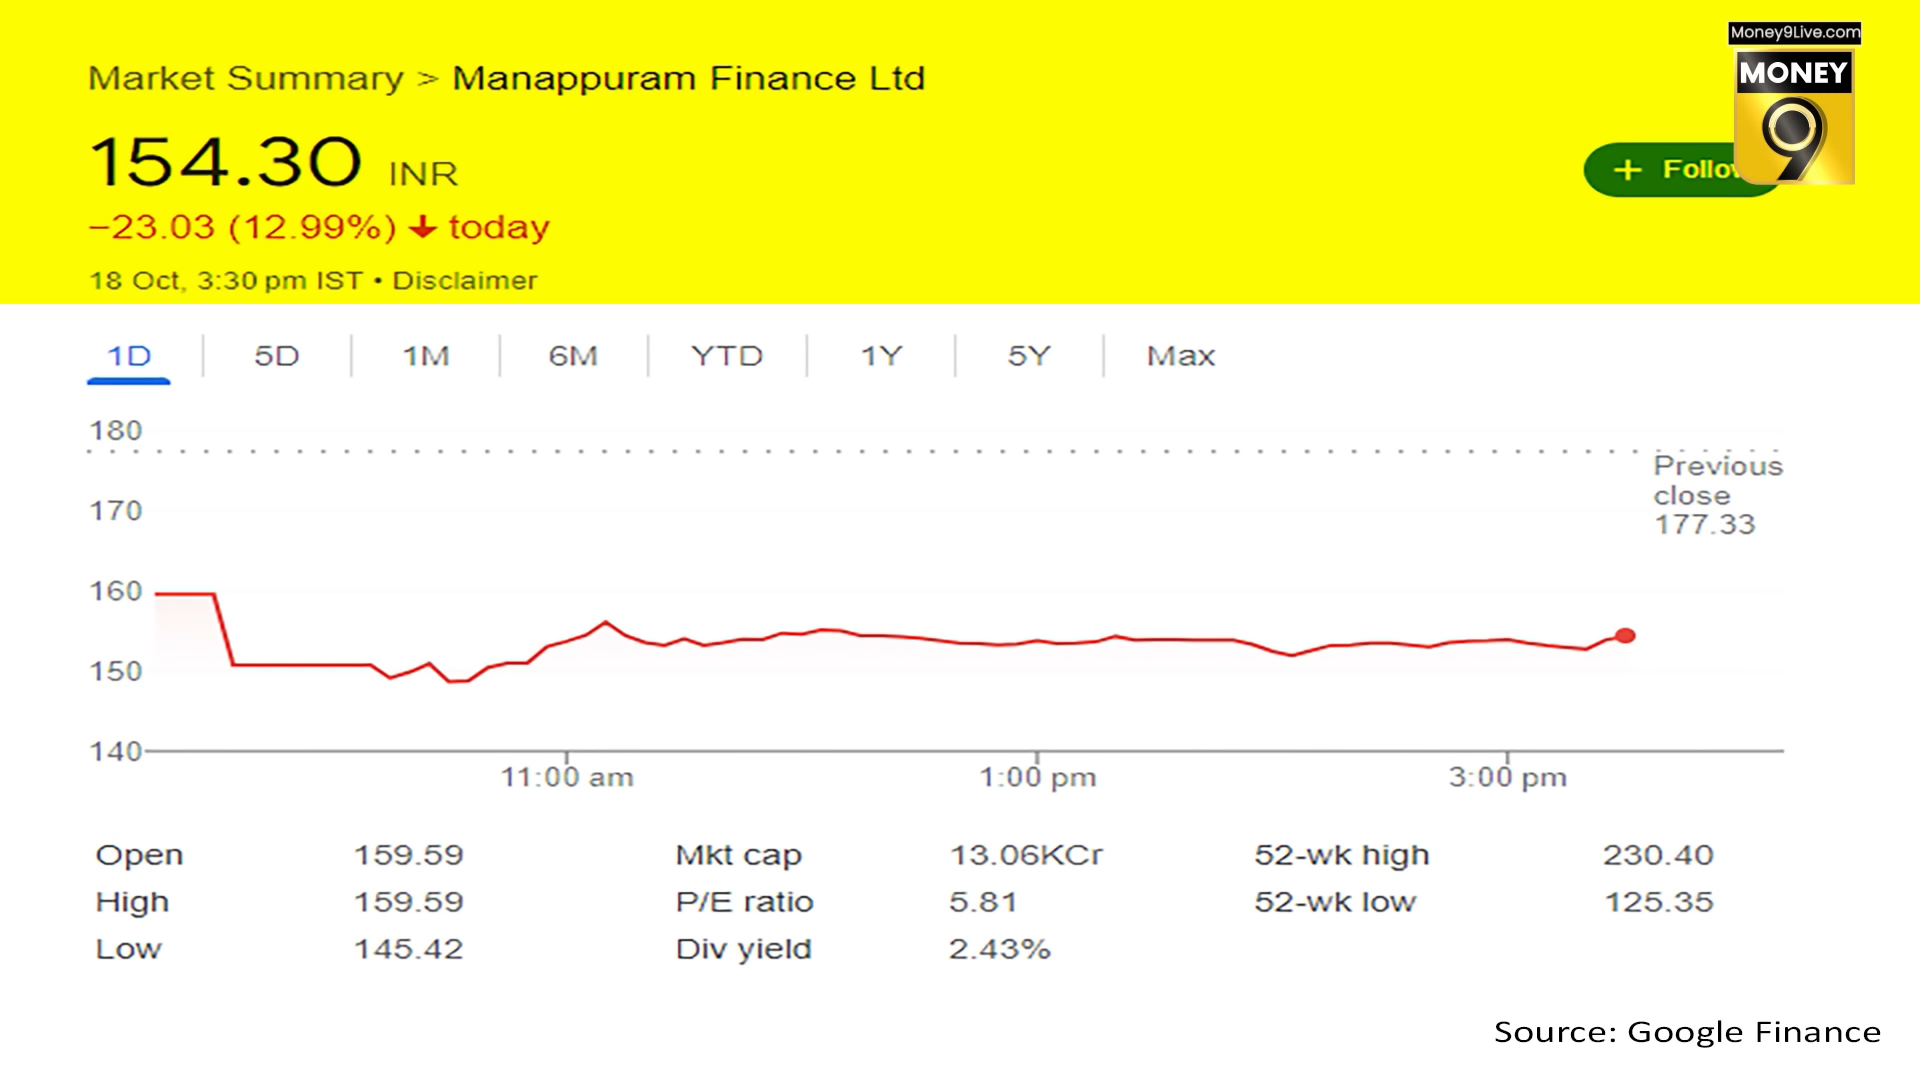 Money9Live.com
MONEY
9
Market Summary > Manappuram Finance Ltd
154.30 INR
+ Follow
−23.03 (12.99%) ↓ today
18 Oct, 3:30 pm IST • Disclaimer
1D 5D 1M 6M YTD 1Y 5Y Max
180
Previous
close
177.33
170
160
150
140
11:00 am 1:00 pm 3:00 pm
Open 159.59 Mkt cap 13.06KCr 52-wk high 230.40
High 159.59 P/E ratio 5.81 52-wk low 125.35
Low 145.42 Div yield 2.43%
Source: Google Finance